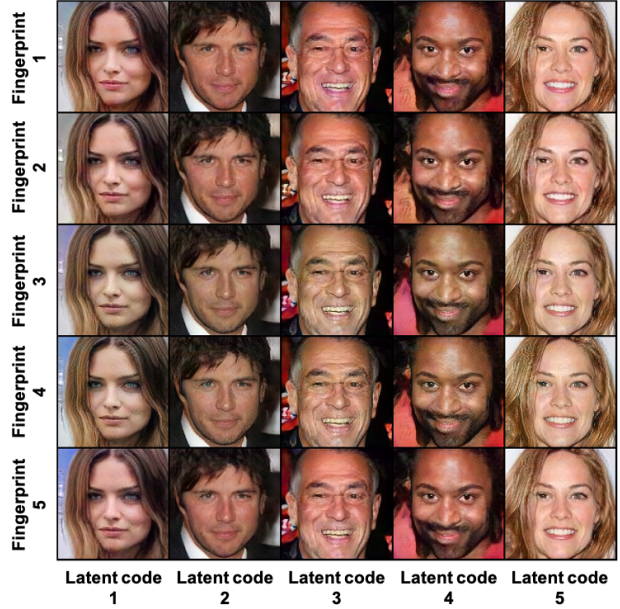 Fingerprint
1
Fingerprint
2
Fingerprint
3
Fingerprint
4
Fingerprint
5
Latent code
1
Latent code
2
Latent code
3
Latent code
4
Latent code
5